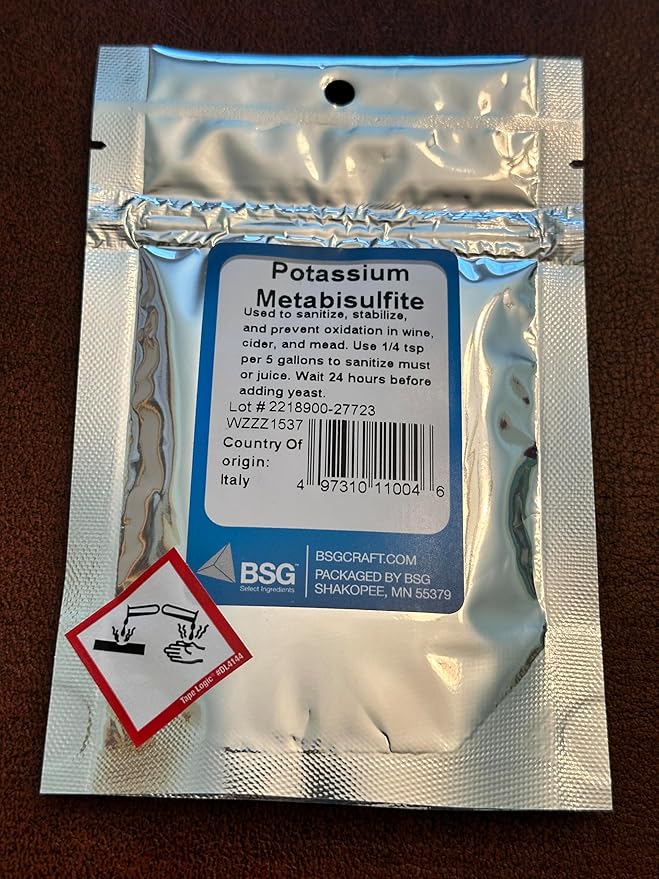 Potassium
Metabisulfite
Used to sanitize, stabilize,
and prevent oxidation in wine,
cider, and mead. Use 1/4 tsp
per 5 gallons to sanitize must
or juice. Wait 24 hours before
adding yeast.
Lot # 2218900-27723
WZZZ1537
Country Of
origin:
Italy
4 97310 11004 6
BSG™
Select Ingredients
BSGCRAFT.COM
PACKAGED BY BSG
SHAKOPEE, MN 55379
Tape Logic® #DL4144